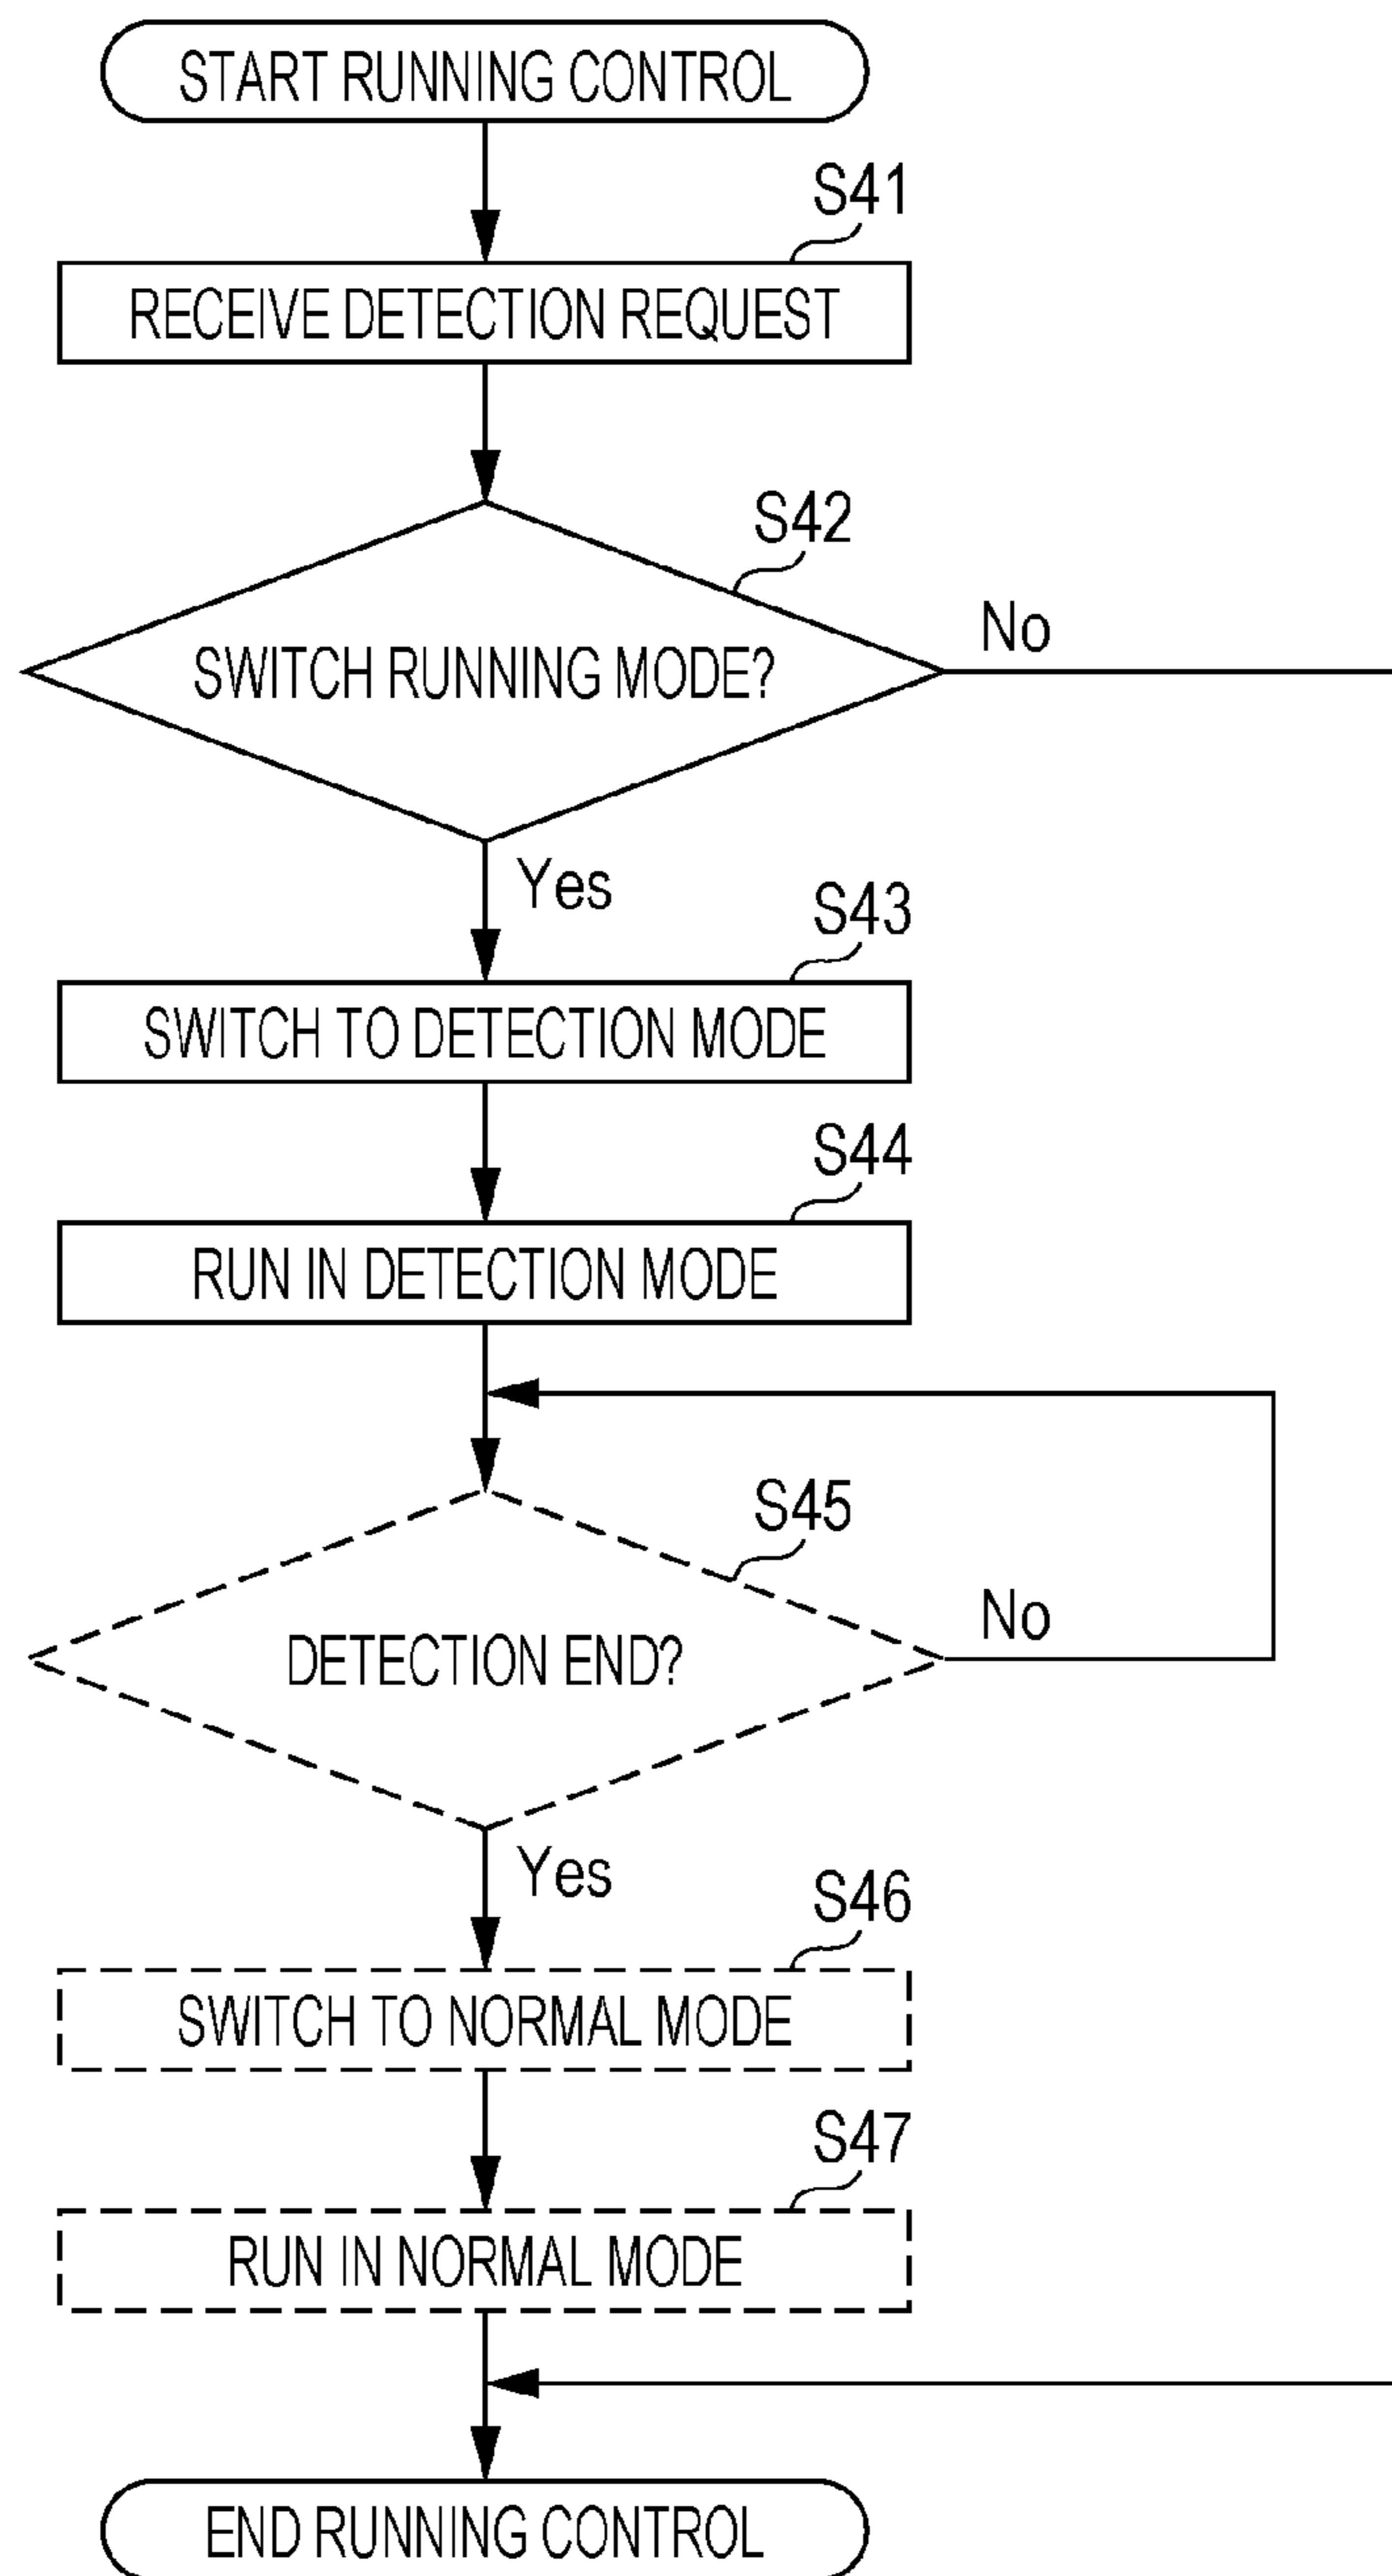 START RUNNING CONTROL
S41
RECEIVE DETECTION REQUEST
S42
SWITCH RUNNING MODE?
No
Yes
S43
SWITCH TO DETECTION MODE
S44
RUN IN DETECTION MODE
S45
DETECTION END?
No
Yes
S46
SWITCH TO NORMAL MODE
S47
RUN IN NORMAL MODE
END RUNNING CONTROL